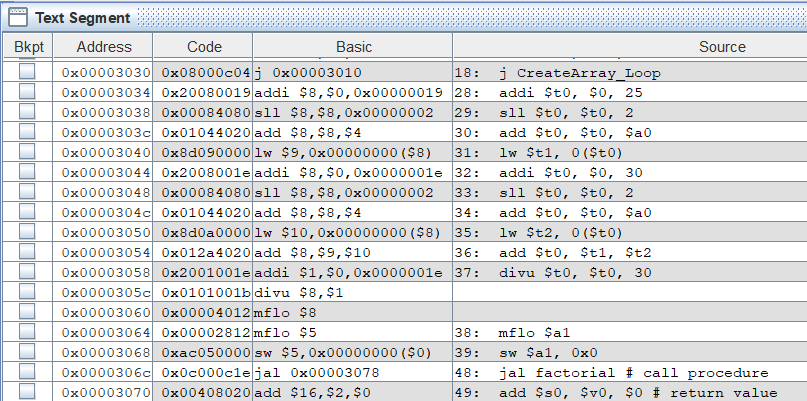 Text Segment
Bkpt Address Code Basic Source
0x00003030 0x08000c04 j 0x00003010 18: j CreateArray_Loop
0x00003034 0x20080019 addi $8,$0,0x00000019 28: addi $t0, $0, 25
0x00003038 0x00084080 sll $8,$8,0x00000002 29: sll $t0, $t0, 2
0x0000303c 0x01044020 add $8,$8,$4 30: add $t0, $t0, $a0
0x00003040 0x8d090000 lw $9,0x00000000($8) 31: lw $t1, 0($t0)
0x00003044 0x2008001e addi $8,$0,0x0000001e 32: addi $t0, $0, 30
0x00003048 0x00084080 sll $8,$8,0x00000002 33: sll $t0, $t0, 2
0x0000304c 0x01044020 add $8,$8,$4 34: add $t0, $t0, $a0
0x00003050 0x8d0a0000 lw $10,0x00000000($8) 35: lw $t2, 0($t0)
0x00003054 0x012a4020 add $8,$9,$10 36: add $t0, $t1, $t2
0x00003058 0x2001001e addi $1,$0,0x0000001e 37: divu $t0, $t0, 30
0x0000305c 0x0101001b divu $8,$1
0x00003060 0x00004012 mflo $8
0x00003064 0x00002812 mflo $5 38: mflo $a1
0x00003068 0xac050000 sw $5,0x00000000($0) 39: sw $a1, 0x0
0x0000306c 0x0c000c1e jal 0x00003078 48: jal factorial # call procedure
0x00003070 0x00408020 add $16,$2,$0 49: add $s0, $v0, $0 # return value